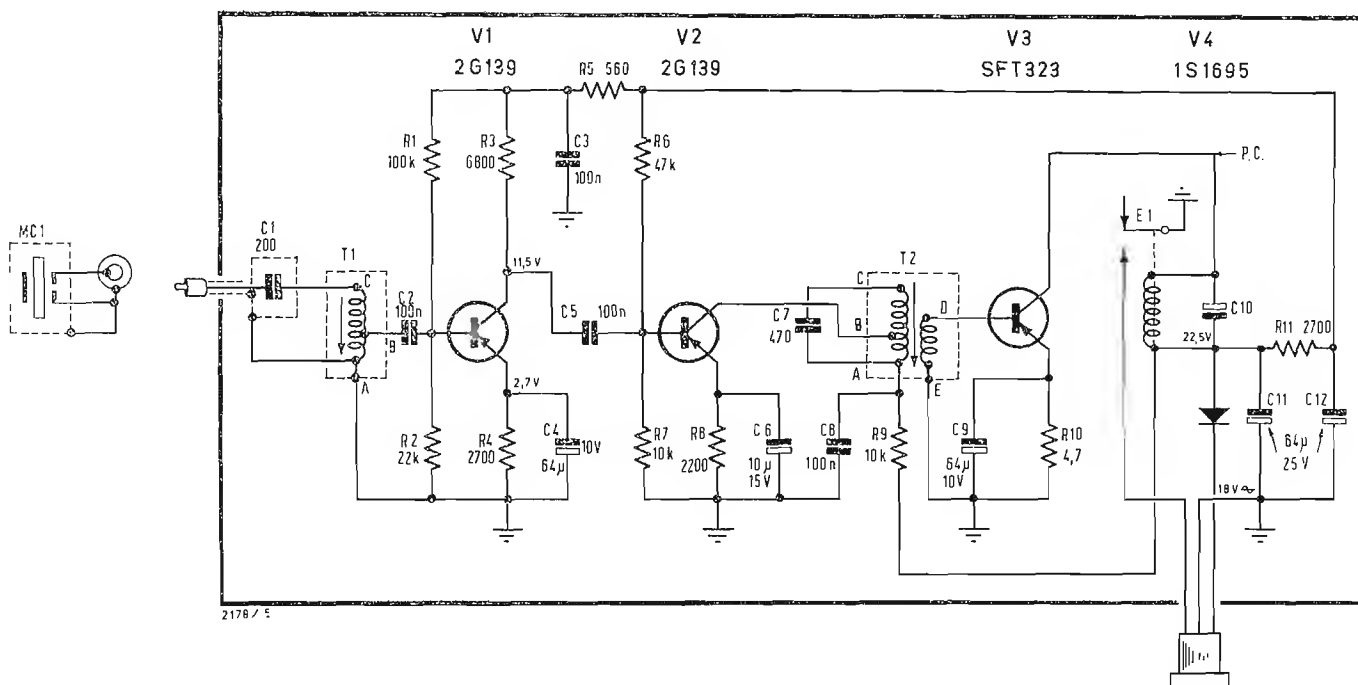 V1
2G139
V2
2G139
V3
SFT323
V4
1S1695
R5 560
R1
100k
R3
6800
C3
100n
R6
47k
P.C.
E1
MC1
C1
200
T1
C
B
A
C2
100n
11,5V
C5
100n
T2
C
B
A
D
E
C7
470
C10
22,5V
R11 2700
2,7V
R2
22k
R4
2700
C4
10V
64µ
R7
10k
R8
2200
C6
10µ
15V
C8
100n
R9
10k
C9
64µ
10V
R10
4,7
C11
C12
64µ
25V
18V~
2178/